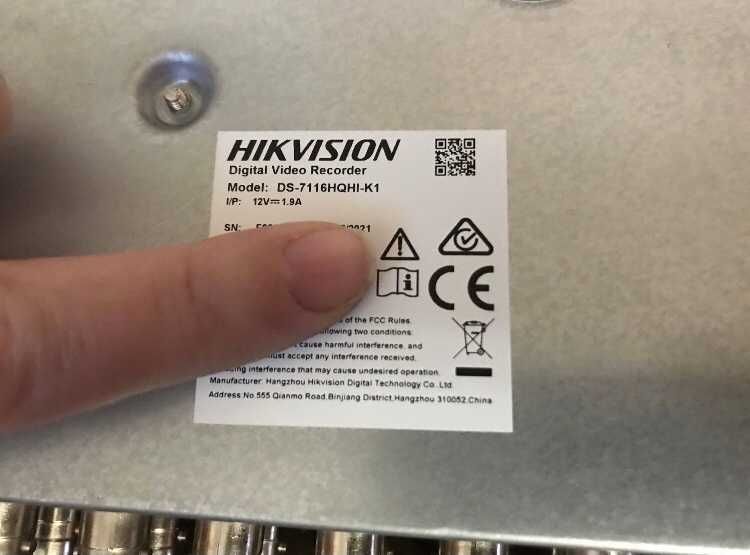 HIKVISION
Digital Video Recorder
Model: DS-7116HQHI-K1
I/P: 12V⎓1.9A
SN: /2021
CE
of the FCC Rules.
following two conditions:
cause harmful interference, and
must accept any interference received,
interference that may cause undesired operation.
Manufacturer: Hangzhou Hikvision Digital Technology Co.,Ltd.
Address:No.555 Qianmo Road,Binjiang District,Hangzhou 310052,China